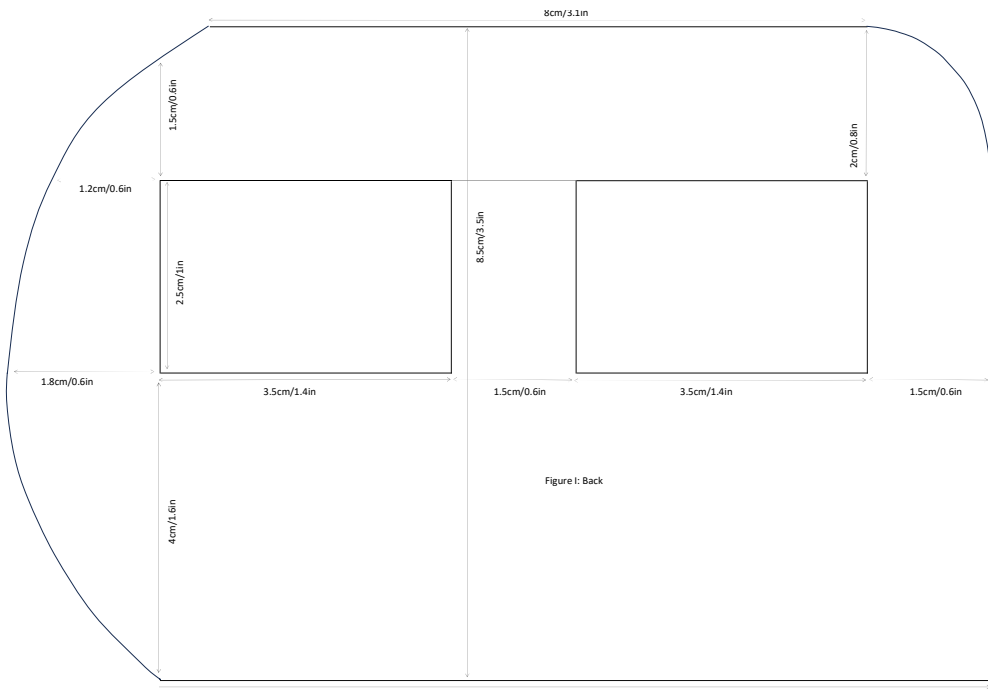 8cm/3.1in
1.5cm/0.6in
2cm/0.8in
1.2cm/0.6in
8.5cm/3.5in
2.5cm/1in
1.8cm/0.6in
3.5cm/1.4in
1.5cm/0.6in
3.5cm/1.4in
1.5cm/0.6in
Figure I: Back
4cm/1.6in